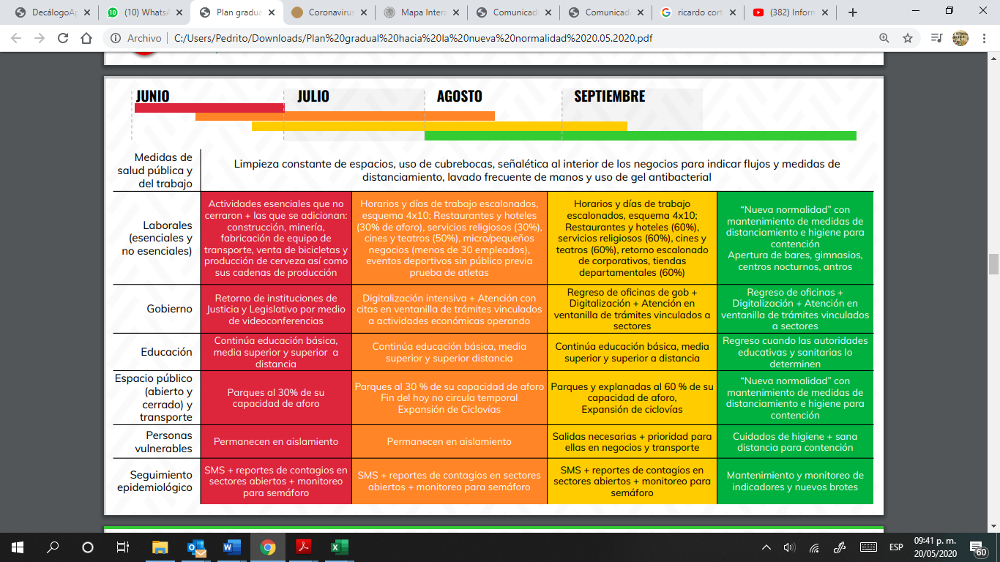 DecálogoAp
(10) WhatsA
Plan gradua
Coronavirus
Mapa Intera
Comunicado
Comunicado
ricardo cort
(382) Inform
Archivo
C:/Users/Pedrito/Downloads/Plan%20gradual%20hacia%20la%20nueva%20normalidad%2020.05.2020.pdf
JUNIO
JULIO
AGOSTO
SEPTIEMBRE
Medidas de
salud pública y
del trabajo
Limpieza constante de espacios, uso de cubrebocas, señalética al interior de los negocios para indicar flujos y medidas de
distanciamiento, lavado frecuente de manos y uso de gel antibacterial
Laborales
(esenciales y
no esenciales)
Actividades esenciales que no
cerraron + las que se adicionan:
construcción, minería,
fabricación de equipo de
transporte, venta de bicicletas y
producción de cerveza así como
sus cadenas de producción
Horarios y días de trabajo escalonados,
esquema 4x10; Restaurantes y hoteles
(30% de aforo), servicios religiosos (30%),
cines y teatros (50%), micro/pequeños
negocios (menos de 30 empleados),
eventos deportivos sin público previa
prueba de atletas
Horarios y días de trabajo
escalonados, esquema 4x10;
Restaurantes y hoteles (60%),
servicios religiosos (60%), cines y
teatros (60%), retorno escalonado
de corporativos, tiendas
departamentales (60%)
“Nueva normalidad” con
mantenimiento de medidas de
distanciamiento e higiene para
contención
Apertura de bares, gimnasios,
centros nocturnos, antros
Gobierno
Retorno de instituciones de
Justicia y Legislativo por medio
de videoconferencias
Digitalización intensiva + Atención con
citas en ventanilla de trámites vinculados
a actividades económicas operando
Regreso de oficinas de gob +
Digitalización + Atención en
ventanilla de trámites vinculados a
sectores
Regreso de oficinas +
Digitalización + Atención en
ventanilla de trámites vinculados
a sectores
Educación
Continúa educación básica,
media superior y superior a
distancia
Continúa educación básica, media
superior y superior distancia
Continúa educación básica, media
superior y superior a distancia
Regreso cuando las autoridades
educativas y sanitarias lo
determinen
Espacio público
(abierto y
cerrado) y
transporte
Parques al 30% de su
capacidad de aforo
Parques al 30 % de su capacidad de aforo
Fin del hoy no circula temporal
Expansión de Ciclovías
Parques y explanadas al 60 % de su
capacidad de aforo,
Expansión de ciclovías
“Nueva normalidad” con
mantenimiento de medidas de
distanciamiento e higiene para
contención
Personas
vulnerables
Permanecen en aislamiento
Permanecen en aislamiento
Salidas necesarias + prioridad para
ellas en negocios y transporte
Cuidados de higiene + sana
distancia para contención
Seguimiento
epidemiológico
SMS + reportes de contagios en
sectores abiertos + monitoreo
para semáforo
SMS + reportes de contagios en sectores
abiertos + monitoreo para semáforo
SMS + reportes de contagios en
sectores abiertos + monitoreo para
semáforo
Mantenimiento y monitoreo de
indicadores y nuevos brotes
ESP
09:41 p. m.
20/05/2020
60